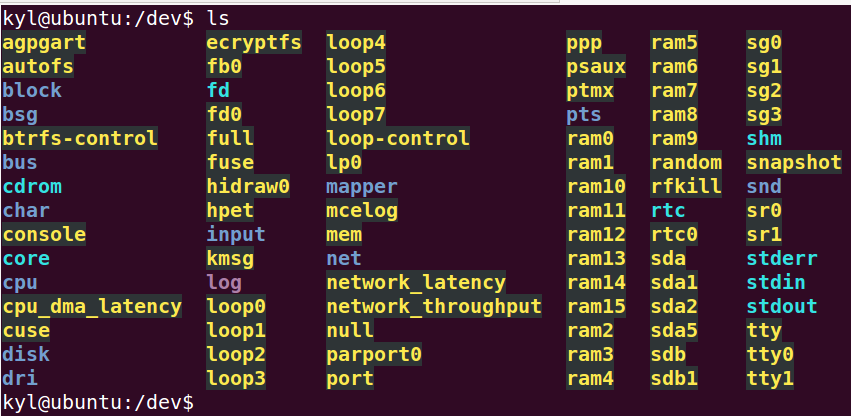 kyl@ubuntu:/dev$ ls
agpgart ecryptfs loop4 ppp ram5 sg0
autofs fb0 loop5 psaux ram6 sg1
block fd loop6 ptmx ram7 sg2
bsg fd0 loop7 pts ram8 sg3
btrfs-control full loop-control ram0 ram9 shm
bus fuse lp0 ram1 random snapshot
cdrom hidraw0 mapper ram10 rfkill snd
char hpet mcelog ram11 rtc sr0
console input mem ram12 rtc0 sr1
core kmsg net ram13 sda stderr
cpu log network_latency ram14 sda1 stdin
cpu_dma_latency loop0 network_throughput ram15 sda2 stdout
cuse loop1 null ram2 sda5 tty
disk loop2 parport0 ram3 sdb tty0
dri loop3 port ram4 sdb1 tty1
kyl@ubuntu:/dev$